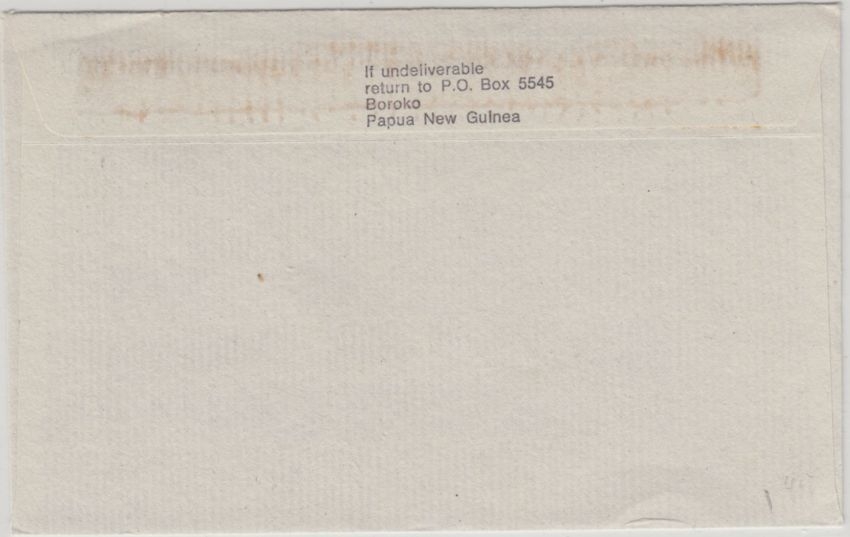 If undeliverable
return to P.O. Box 5545
Boroko
Papua New Guinea